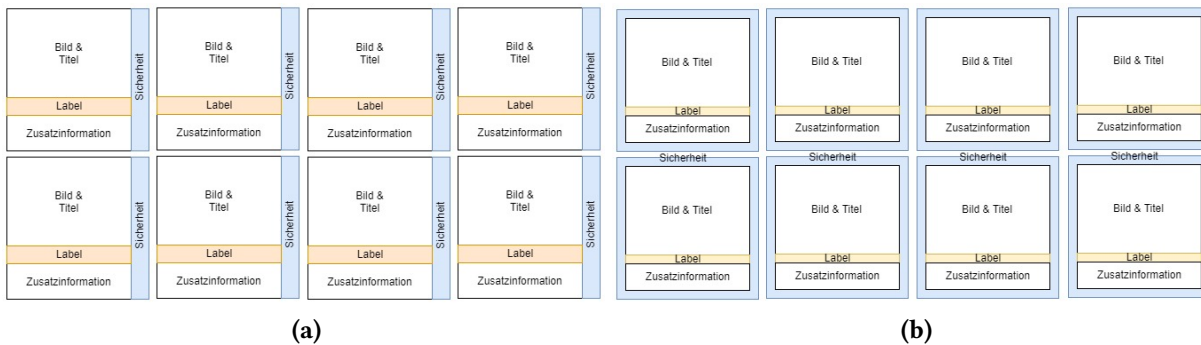 Bild &
Titel
Sicherheit
Label
Zusatzinformation
Bild &
Titel
Sicherheit
Label
Zusatzinformation
Bild &
Titel
Sicherheit
Label
Zusatzinformation
Bild &
Titel
Sicherheit
Label
Zusatzinformation
Bild &
Titel
Sicherheit
Label
Zusatzinformation
Bild &
Titel
Sicherheit
Label
Zusatzinformation
Bild &
Titel
Sicherheit
Label
Zusatzinformation
Bild &
Titel
Sicherheit
Label
Zusatzinformation
(a)
Bild & Titel
Label
Zusatzinformation
Bild & Titel
Label
Zusatzinformation
Bild & Titel
Label
Zusatzinformation
Bild & Titel
Label
Zusatzinformation
Sicherheit
Bild & Titel
Label
Zusatzinformation
Sicherheit
Bild & Titel
Label
Zusatzinformation
Sicherheit
Bild & Titel
Label
Zusatzinformation
Sicherheit
Bild & Titel
Label
Zusatzinformation
(b)